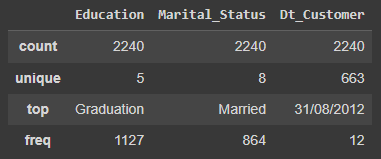 Education Marital_Status Dt_Customer
count 2240 2240 2240
unique 5 8 663
top Graduation Married 31/08/2012
freq 1127 864 12